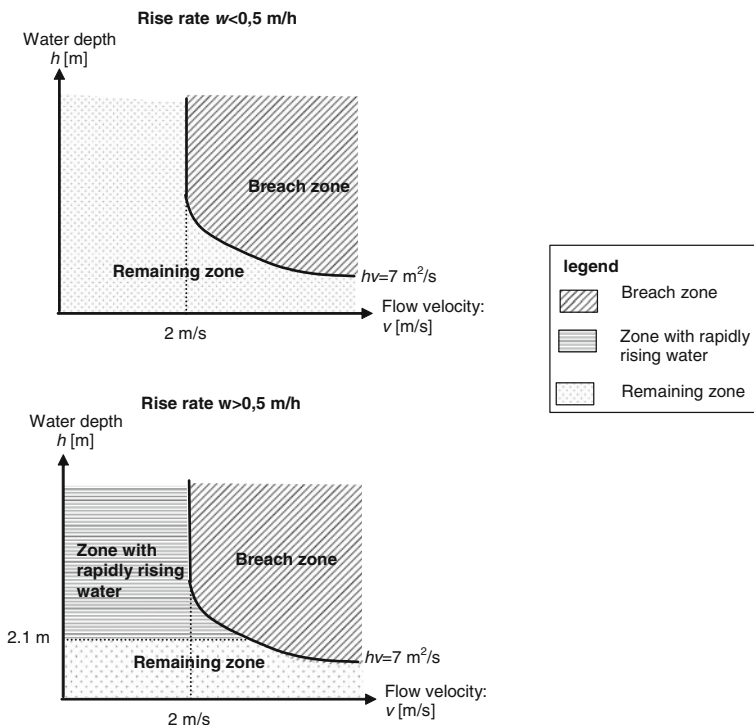 Rise rate w<0,5 m/h
Water depth
h [m]
Breach zone
Remaining zone
hv=7 m²/s
Flow velocity:
v [m/s]
2 m/s
legend
Breach zone
Zone with rapidly
rising water
Remaining zone
Rise rate w>0,5 m/h
Water depth
h [m]
Zone with
rapidly rising
water
Breach zone
2.1 m
Remaining zone
hv=7 m²/s
Flow velocity:
v [m/s]
2 m/s